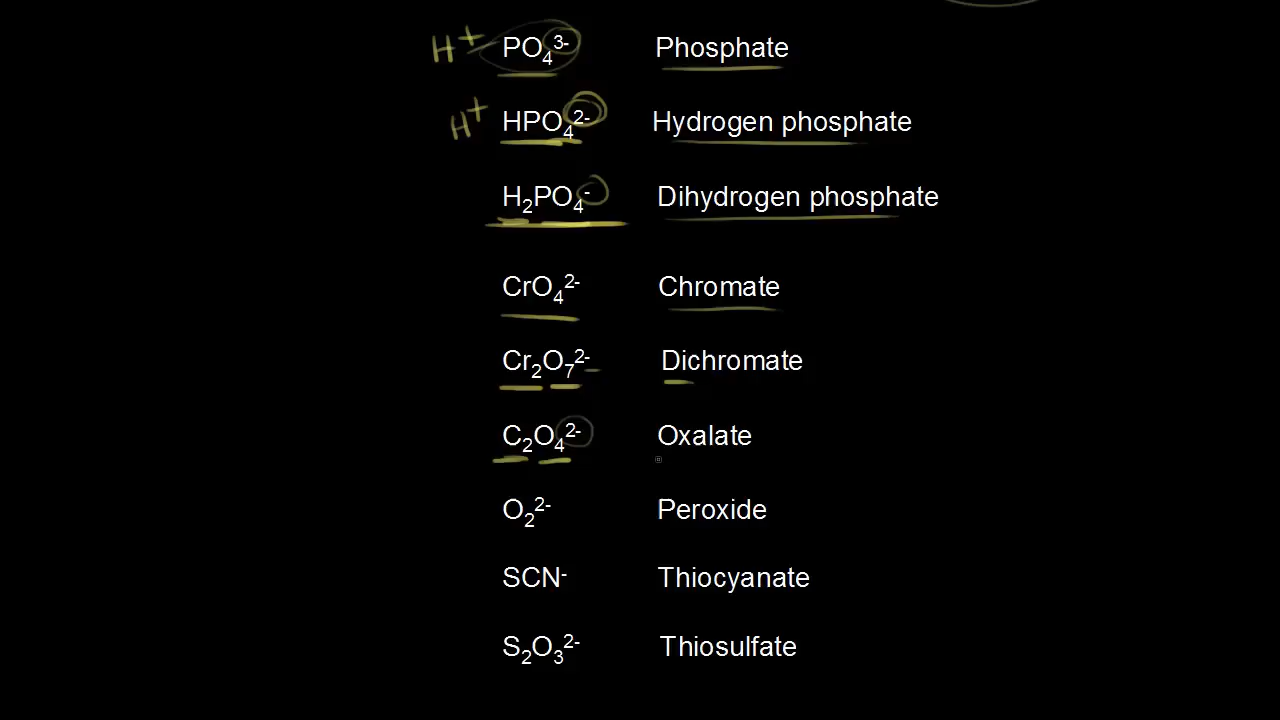 H⁺ PO₄³⁻ Phosphate
H⁺ HPO₄²⁻ Hydrogen phosphate
H₂PO₄⁻ Dihydrogen phosphate
CrO₄²⁻ Chromate
Cr₂O₇²⁻ Dichromate
C₂O₄²⁻ Oxalate
O₂²⁻ Peroxide
SCN⁻ Thiocyanate
S₂O₃²⁻ Thiosulfate